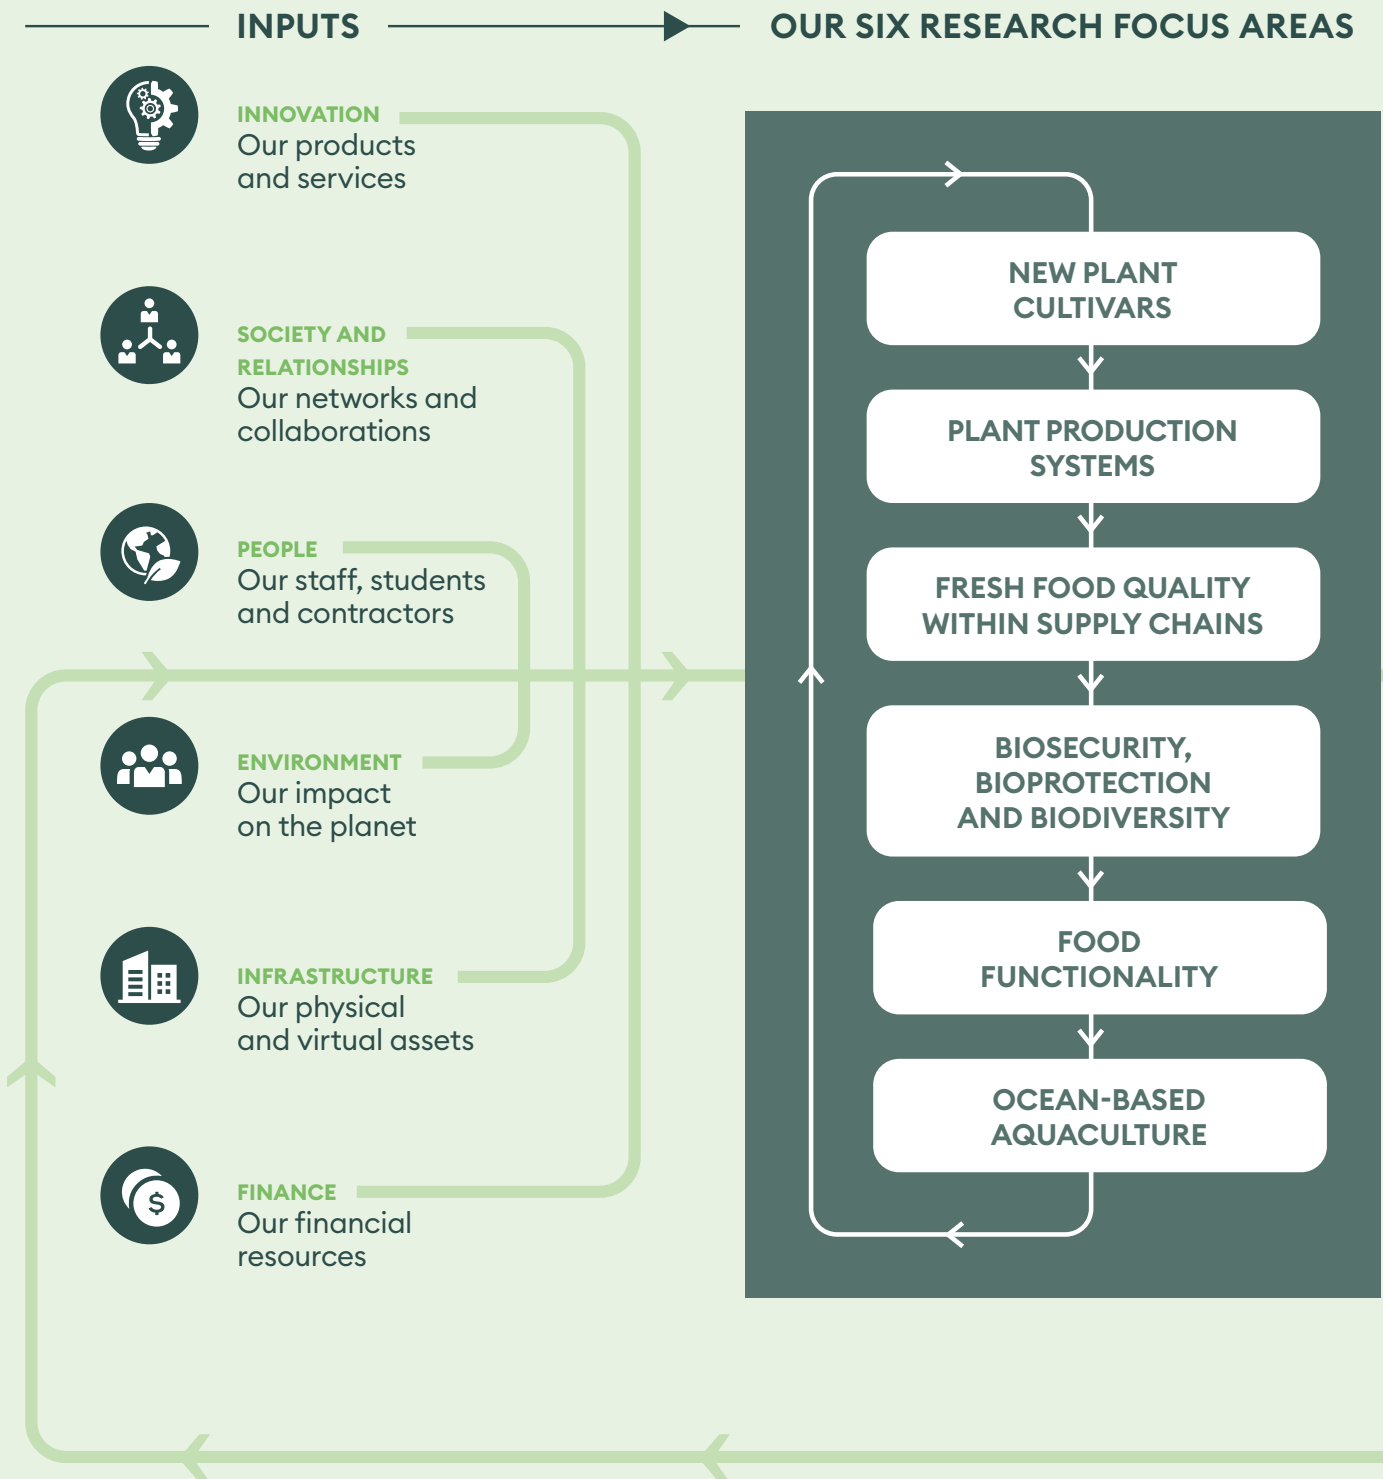 INPUTS
OUR SIX RESEARCH FOCUS AREAS
INNOVATION
Our products
and services
SOCIETY AND
RELATIONSHIPS
Our networks and
collaborations
PEOPLE
Our staff, students
and contractors
ENVIRONMENT
Our impact
on the planet
INFRASTRUCTURE
Our physical
and virtual assets
$
FINANCE
Our financial
resources
NEW PLANT
CULTIVARS
PLANT PRODUCTION
SYSTEMS
FRESH FOOD QUALITY
WITHIN SUPPLY CHAINS
BIOSECURITY,
BIOPROTECTION
AND BIODIVERSITY
FOOD
FUNCTIONALITY
OCEAN-BASED
AQUACULTURE